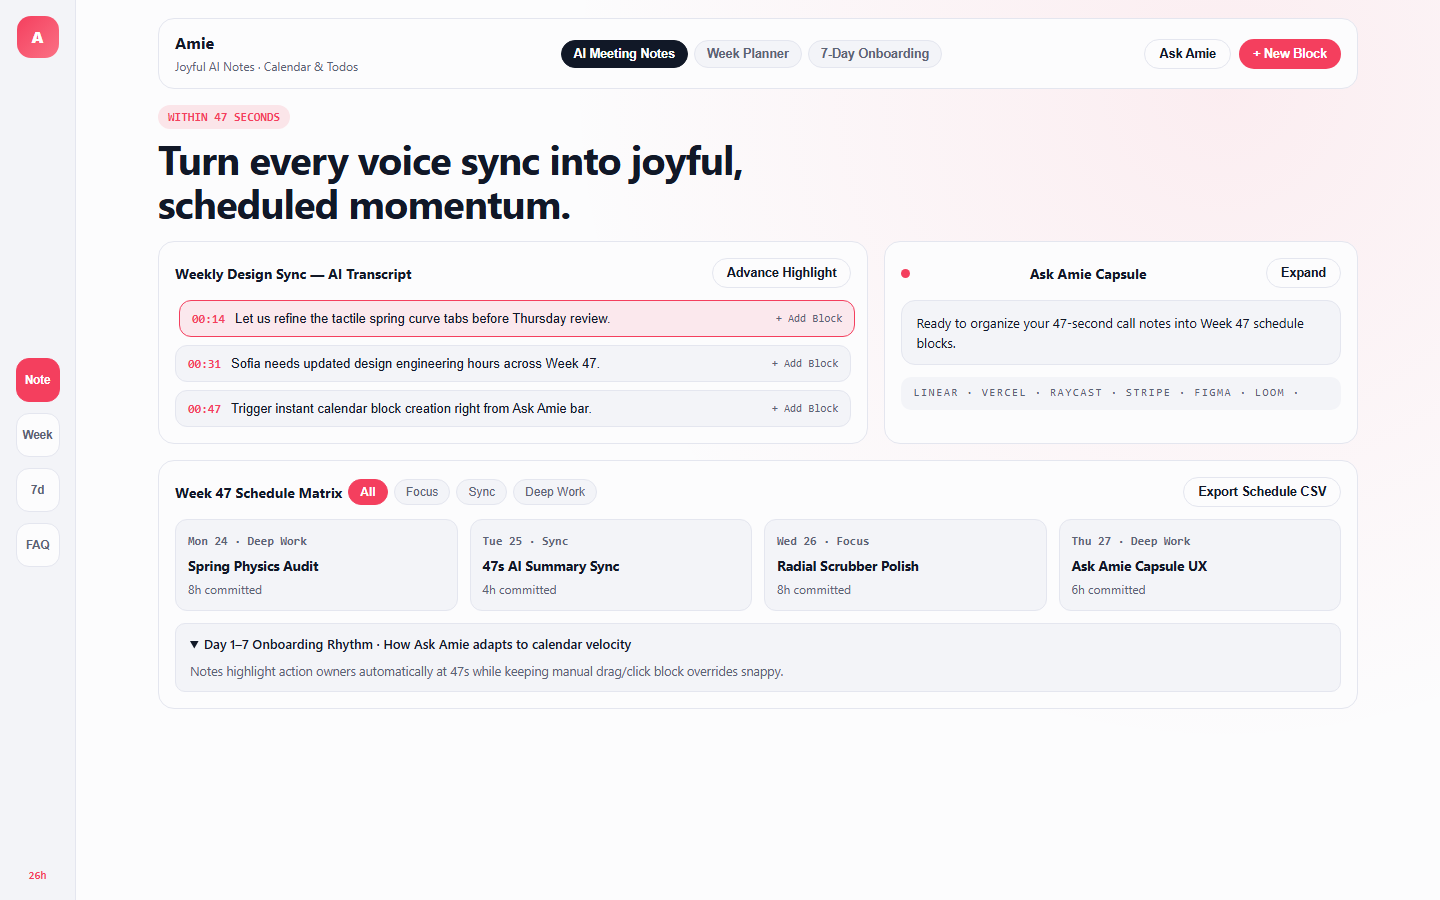 A
Note
Week
7d
FAQ
26h
Amie
Joyful AI Notes · Calendar & Todos
AI Meeting Notes
Week Planner
7-Day Onboarding
Ask Amie
+ New Block
WITHIN 47 SECONDS
Turn every voice sync into joyful,
scheduled momentum.
Weekly Design Sync — AI Transcript
Advance Highlight
00:14 Let us refine the tactile spring curve tabs before Thursday review. + Add Block
00:31 Sofia needs updated design engineering hours across Week 47. + Add Block
00:47 Trigger instant calendar block creation right from Ask Amie bar. + Add Block
Ask Amie Capsule
Expand
Ready to organize your 47-second call notes into Week 47 schedule
blocks.
LINEAR · VERCEL · RAYCAST · STRIPE · FIGMA · LOOM ·
Week 47 Schedule Matrix
All
Focus
Sync
Deep Work
Export Schedule CSV
Mon 24 · Deep Work
Spring Physics Audit
8h committed
Tue 25 · Sync
47s AI Summary Sync
4h committed
Wed 26 · Focus
Radial Scrubber Polish
8h committed
Thu 27 · Deep Work
Ask Amie Capsule UX
6h committed
▼ Day 1–7 Onboarding Rhythm · How Ask Amie adapts to calendar velocity
Notes highlight action owners automatically at 47s while keeping manual drag/click block overrides snappy.